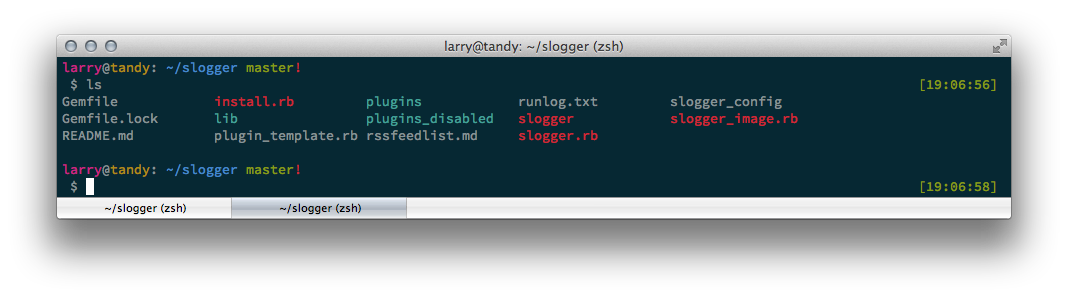 larry@tandy: ~/slogger (zsh)
larry@tandy: ~/slogger master!
$ ls [19:06:56]
Gemfile install.rb plugins runlog.txt slogger_config
Gemfile.lock lib plugins_disabled slogger slogger_image.rb
README.md plugin_template.rb rssfeedlist.md slogger.rb
larry@tandy: ~/slogger master!
$ [19:06:58]
~/slogger (zsh) ~/slogger (zsh)